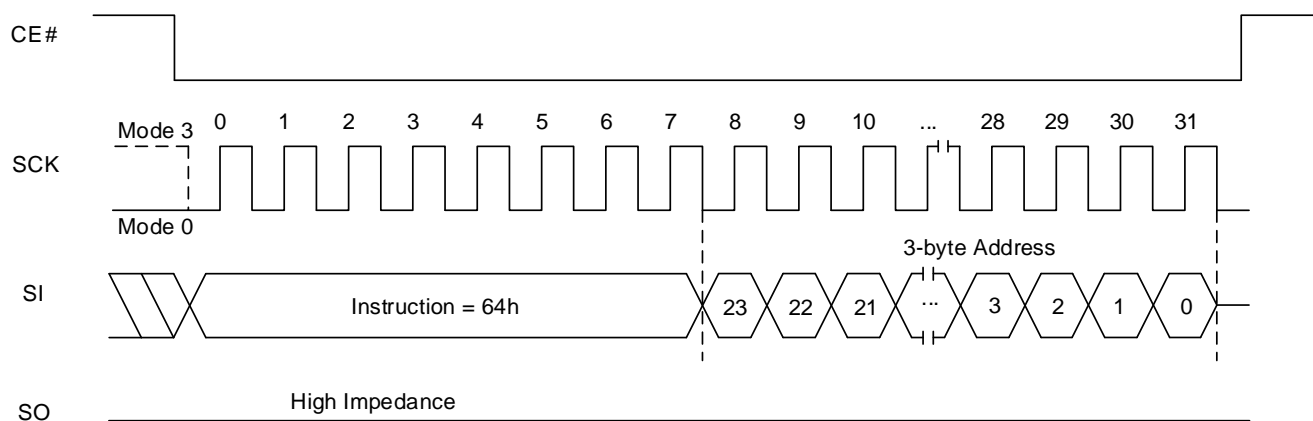 CE#
Mode 3 0 1 2 3 4 5 6 7 8 9 10 ... 28 29 30 31
SCK
Mode 0
3-byte Address
SI
Instruction = 64h 23 22 21 ... 3 2 1 0
High Impedance
SO